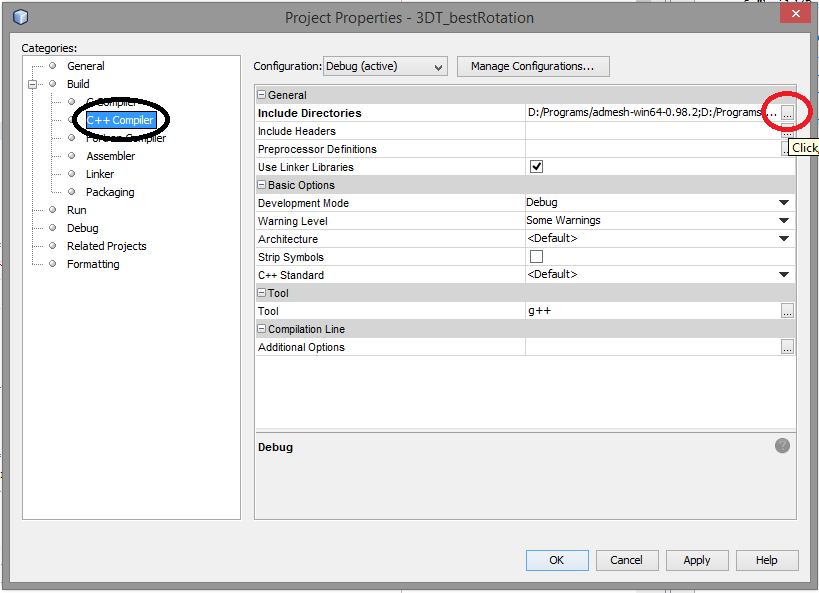 Project Properties - 3DT_bestRotation
Categories:
General
Build
C Compiler
C++ Compiler
Fortran Compiler
Assembler
Linker
Packaging
Run
Debug
Related Projects
Formatting
Configuration: Debug (active) Manage Configurations...
General
Include Directories D:/Programs/admesh-win64-0.98.2;D:/Programs ... ...
Include Headers ...
Preprocessor Definitions ...
Click
Use Linker Libraries
Basic Options
Development Mode Debug
Warning Level Some Warnings
Architecture <Default>
Strip Symbols
C++ Standard <Default>
Tool
Tool g++ ...
Compilation Line
Additional Options ...
Debug ?
OK Cancel Apply Help